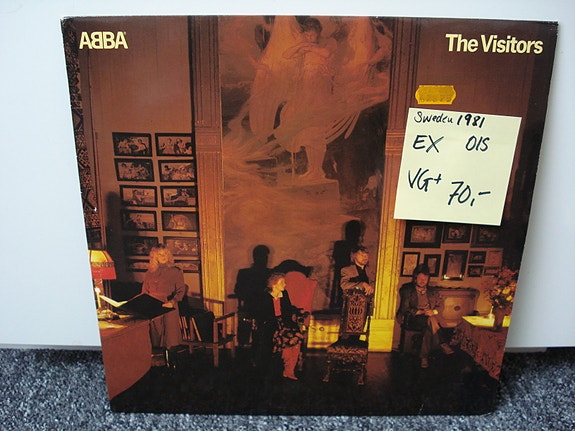 ABBA
The Visitors
Sweden 1981
EX OIS
VG+ 70,-